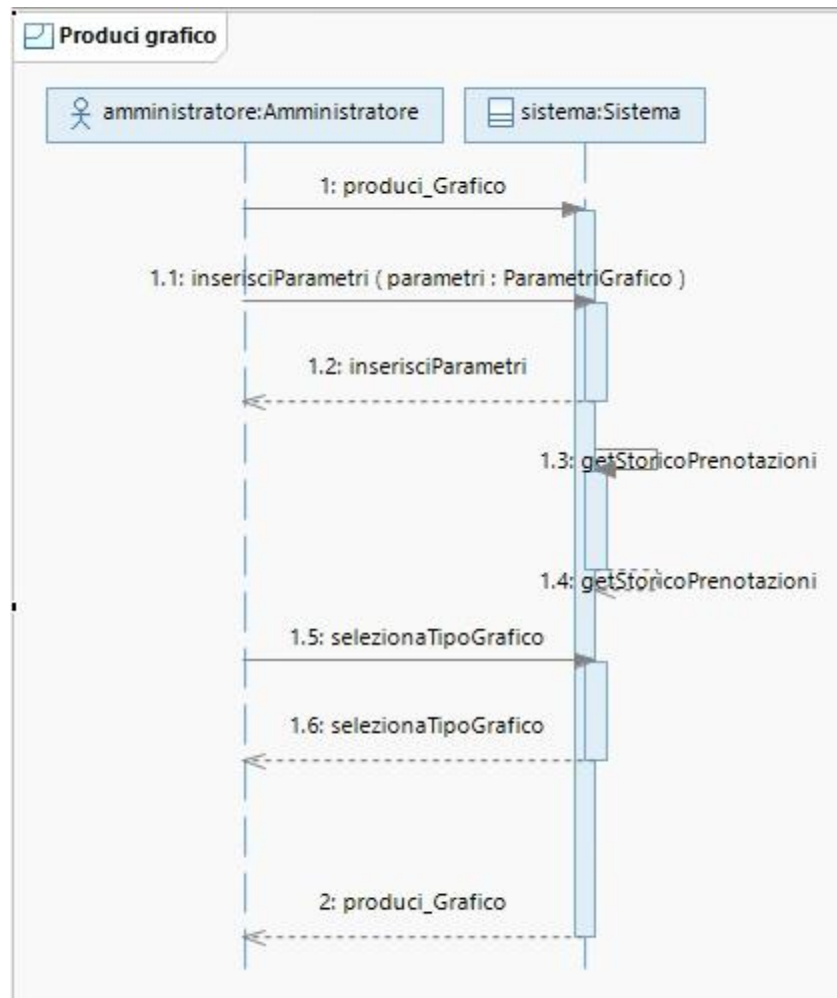 Produci grafico
amministratore:Amministratore
sistema:Sistema
1: produci_Grafico
1.1: inserisciParametri ( parametri : ParametriGrafico )
1.2: inserisciParametri
1.3: getStoricoPrenotazioni
1.4: getStoricoPrenotazioni
1.5: selezionaTipoGrafico
1.6: selezionaTipoGrafico
2: produci_Grafico